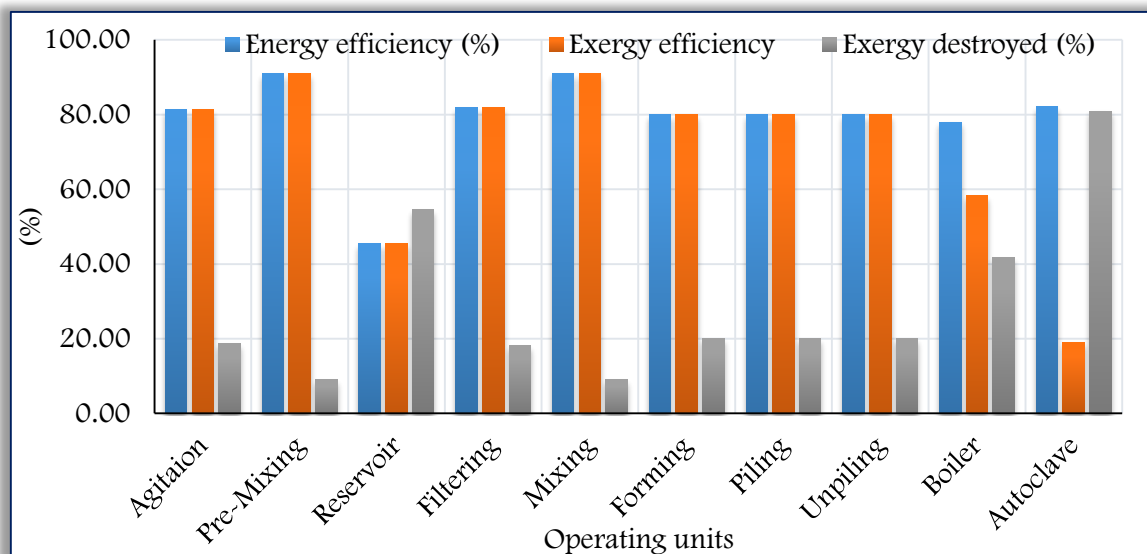 100.00
Energy efficiency (%) Exergy efficiency Exergy destroyed (%)
80.00
60.00
(%)
40.00
20.00
0.00
Agitaion
Pre-Mixing
Reservoir
Filtering
Mixing
Forming
Piling
Unpiling
Boiler
Autoclave
Operating units